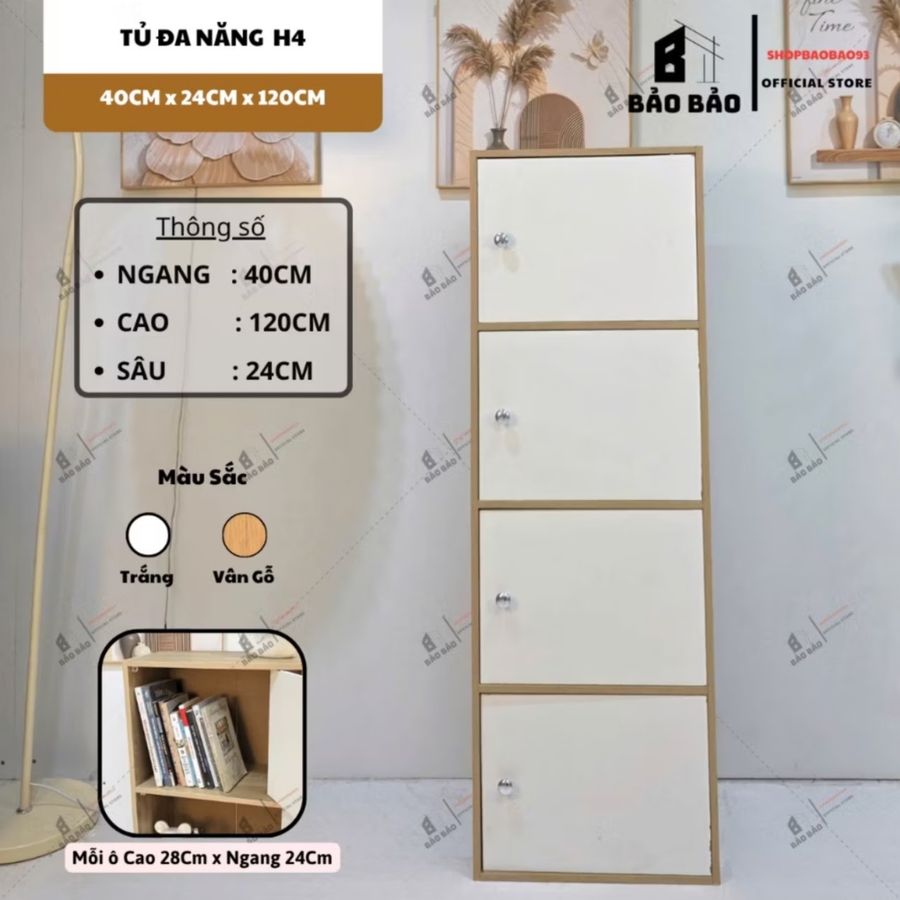 TỦ ĐA NĂNG H4
40CM x 24CM x 120CM
BẢO BẢO
SHOPBAOBAO93
OFFICIAL STORE
fine
Time
Thông số
• NGANG : 40CM
• CAO : 120CM
• SÂU : 24CM
Màu Sắc
Trắng
Vân Gỗ
Mỗi ô Cao 28Cm x Ngang 24Cm